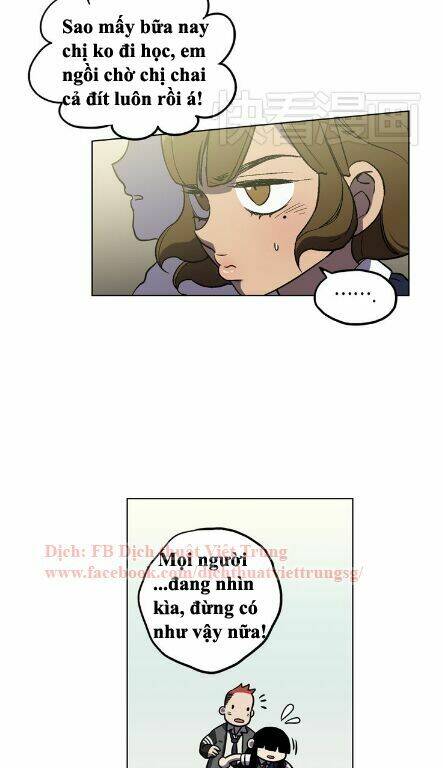 Sao mấy bữa nay
chị ko đi học, em
ngồi chờ chị chai
cả đít luôn rồi á!
快看漫画
.......
Dịch: FB Dịch thuật Việt Trung
www.facebook.com/dichthuatviettrungsg/
Mọi người
...đang nhìn
kìa, đừng có
như vậy nữa!